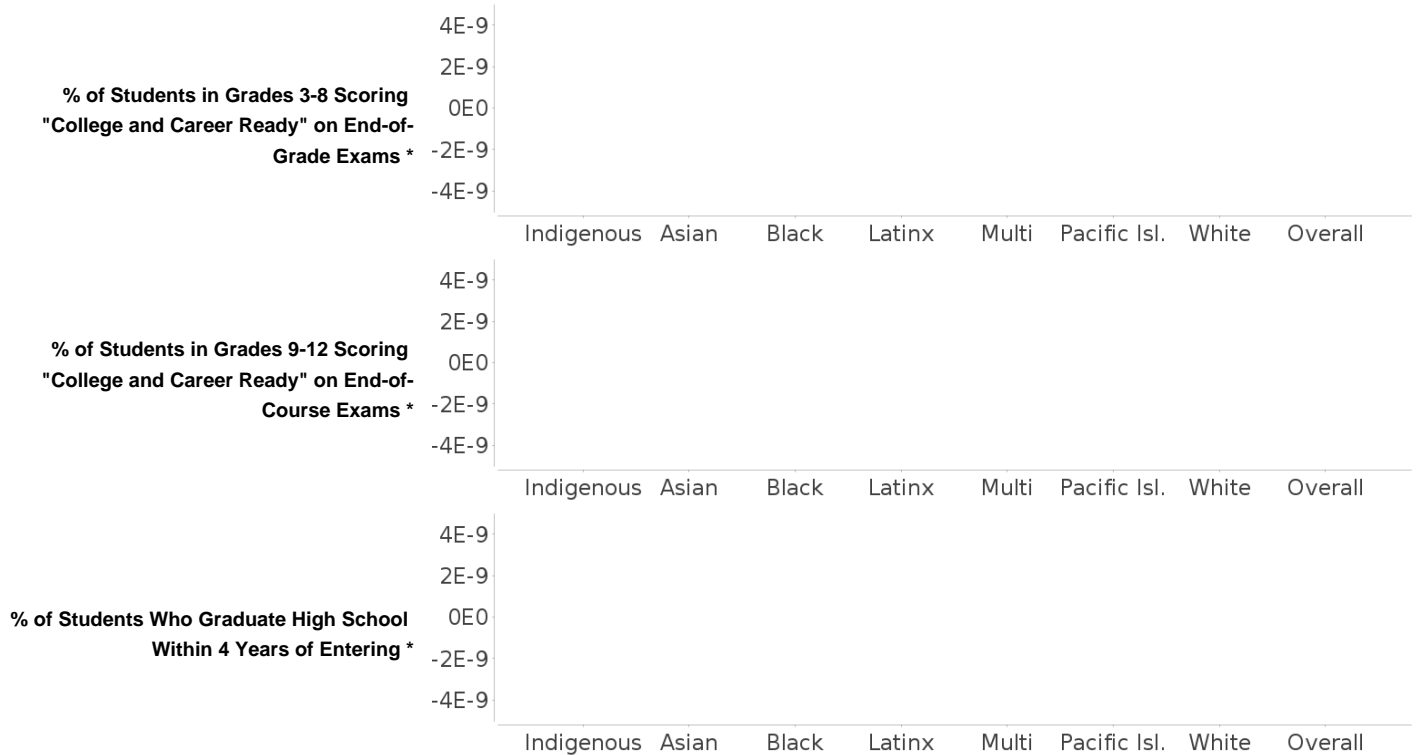 % of Students in Grades 3-8 Scoring
"College and Career Ready" on End-of-
Grade Exams *
4E-9
2E-9
0E0
-2E-9
-4E-9
Indigenous Asian Black Latinx Multi Pacific Isl. White Overall
% of Students in Grades 9-12 Scoring
"College and Career Ready" on End-of-
Course Exams *
4E-9
2E-9
0E0
-2E-9
-4E-9
Indigenous Asian Black Latinx Multi Pacific Isl. White Overall
% of Students Who Graduate High School
Within 4 Years of Entering *
4E-9
2E-9
0E0
-2E-9
-4E-9
Indigenous Asian Black Latinx Multi Pacific Isl. White Overall